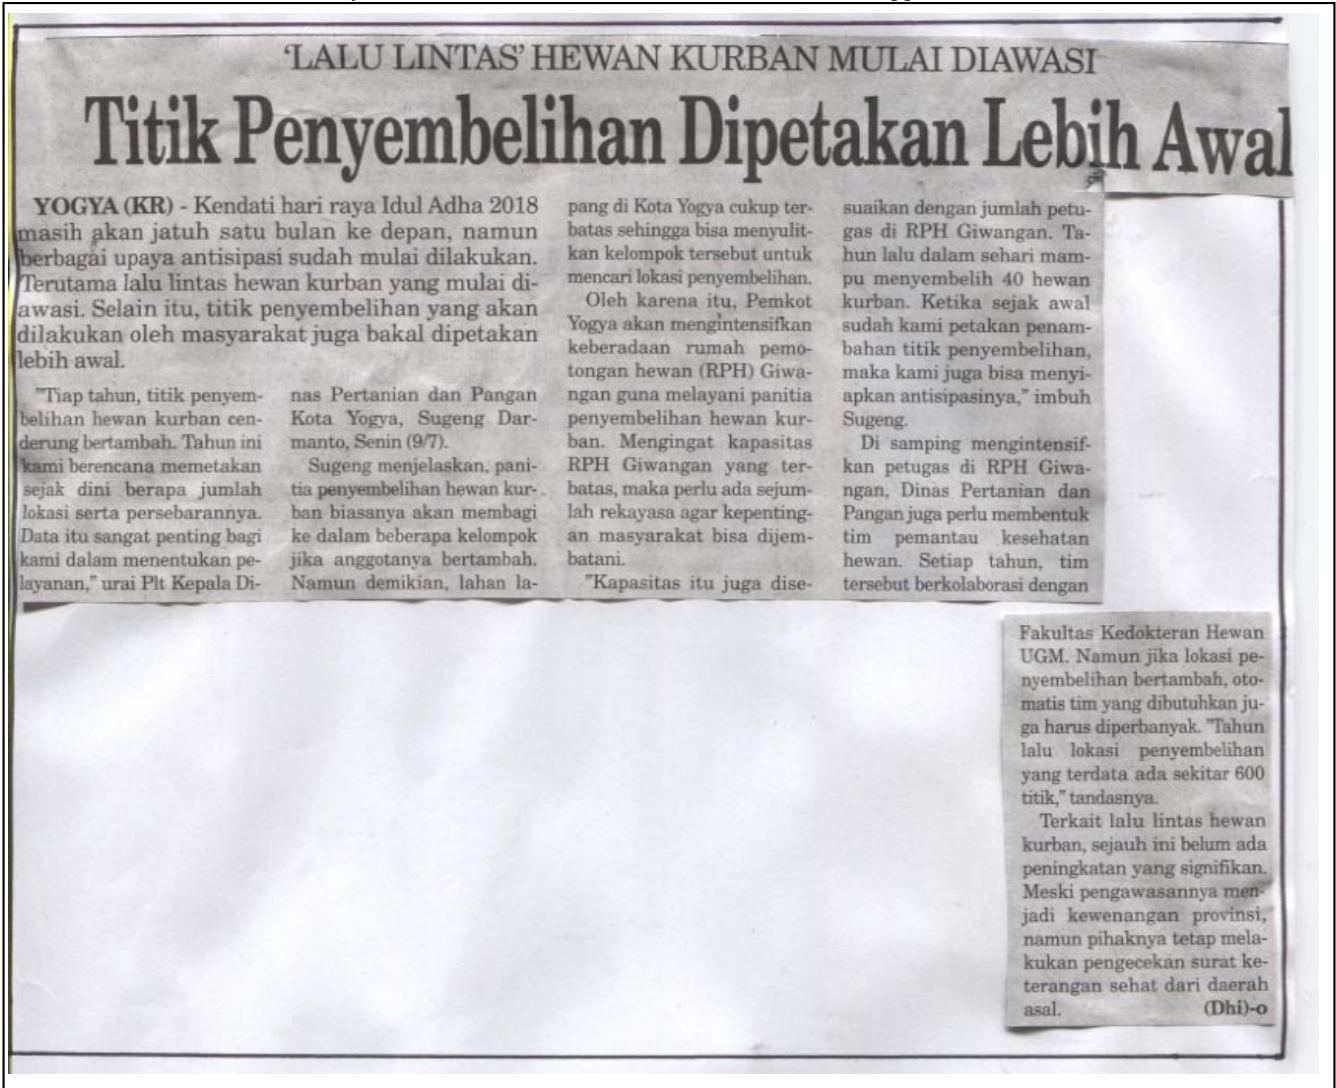 'LALU LINTAS' HEWAN KURBAN MULAI DIAWASI
Titik Penyembelihan Dipetakan Lebih Awal
YOGYA (KR) - Kendati hari raya Idul Adha 2018
masih akan jatuh satu bulan ke depan, namun
berbagai upaya antisipasi sudah mulai dilakukan.
Terutama lalu lintas hewan kurban yang mulai di-
awasi. Selain itu, titik penyembelihan yang akan
dilakukan oleh masyarakat juga bakal dipetakan
lebih awal.
"Tiap tahun, titik penyem-
belihan hewan kurban cen-
derung bertambah. Tahun ini
kami berencana memetakan
sejak dini berapa jumlah
lokasi serta persebarannya.
Data itu sangat penting bagi
kami dalam menentukan pe-
layanan," urai Plt Kepala Di-
nas Pertanian dan Pangan
Kota Yogya, Sugeng Dar-
manto, Senin (9/7).
Sugeng menjelaskan, pani-
tia penyembelihan hewan kur-
ban biasanya akan membagi
ke dalam beberapa kelompok
jika anggotanya bertambah.
Namun demikian, lahan la-
pang di Kota Yogya cukup ter-
batas sehingga bisa menyulit-
kan kelompok tersebut untuk
mencari lokasi penyembelihan.
Oleh karena itu, Pemkot
Yogya akan mengintensifkan
keberadaan rumah pemo-
tongan hewan (RPH) Giwa-
ngan guna melayani panitia
penyembelihan hewan kur-
ban. Mengingat kapasitas
RPH Giwangan yang ter-
batas, maka perlu ada sejum-
lah rekayasa agar kepenting-
an masyarakat bisa dijem-
batani.
"Kapasitas itu juga dise-
suaikan dengan jumlah petu-
gas di RPH Giwangan. Ta-
hun lalu dalam sehari mam-
pu menyembelih 40 hewan
kurban. Ketika sejak awal
sudah kami petakan penam-
bahan titik penyembelihan,
maka kami juga bisa menyi-
apkan antisipasinya," imbuh
Sugeng.
Di samping mengintensif-
kan petugas di RPH Giwa-
ngan, Dinas Pertanian dan
Pangan juga perlu membentuk
tim pemantau kesehatan
hewan. Setiap tahun, tim
tersebut berkolaborasi dengan
Fakultas Kedokteran Hewan
UGM. Namun jika lokasi pe-
nyembelihan bertambah, oto-
matis tim yang dibutuhkan ju-
ga harus diperbanyak. "Tahun
lalu lokasi penyembelihan
yang terdata ada sekitar 600
titik," tandasnya.
Terkait lalu lintas hewan
kurban, sejauh ini belum ada
peningkatan yang signifikan.
Meski pengawasannya men-
jadi kewenangan provinsi,
namun pihaknya tetap mela-
kukan pengecekan surat ke-
terangan sehat dari daerah
asal. (Dhi)-o